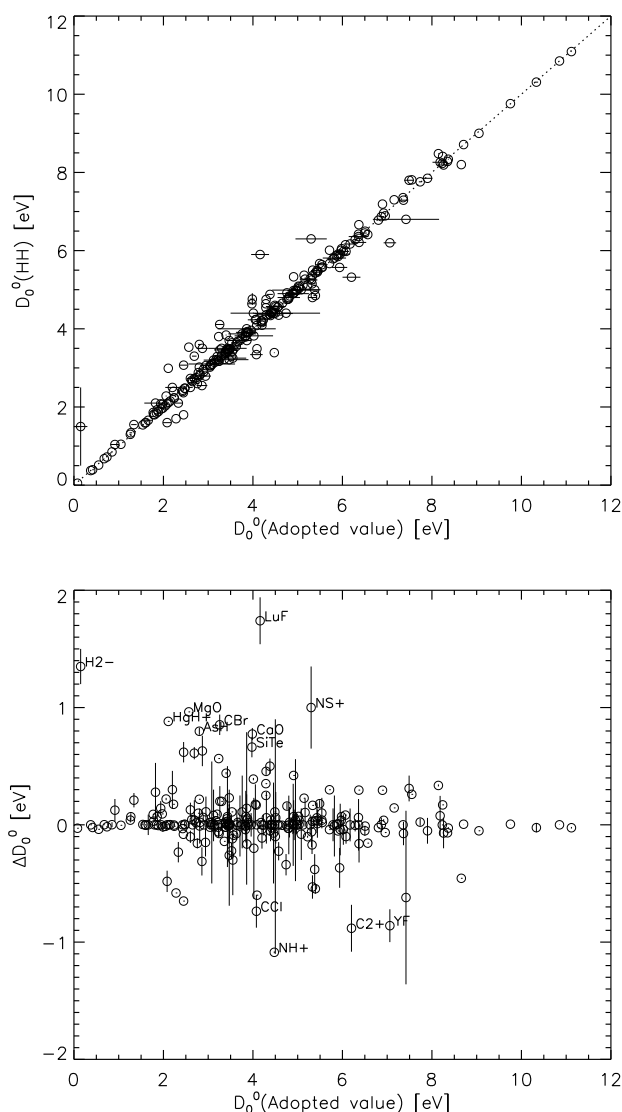 12
10
8
6
4
2
0
D₀⁰(HH) [eV]
0 2 4 6 8 10 12
D₀⁰(Adopted value) [eV]
2
1
0
−1
−2
ΔD₀⁰ [eV]
LuF
H2−
NS+
MgO
HgH+
CBr
CaO
SiTe
CCl
C2+
YF
NH+
0 2 4 6 8 10 12
D₀⁰(Adopted value) [eV]